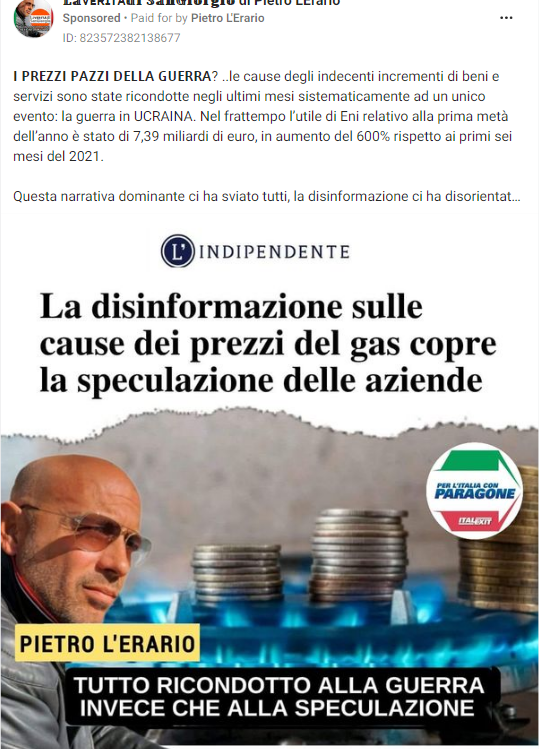 LaVERITAdi SanGiorgio di Pietro L'Erario
Sponsored • Paid for by Pietro L'Erario
ID: 823572382138677
I PREZZI PAZZI DELLA GUERRA? ..le cause degli indecenti incrementi di beni e
servizi sono state ricondotte negli ultimi mesi sistematicamente ad un unico
evento: la guerra in UCRAINA. Nel frattempo l'utile di Eni relativo alla prima metà
dell'anno è stato di 7,39 miliardi di euro, in aumento del 600% rispetto ai primi sei
mesi del 2021.
Questa narrativa dominante ci ha sviato tutti, la disinformazione ci ha disorientat...
L' INDIPENDENTE
La disinformazione sulle
cause dei prezzi del gas copre
la speculazione delle aziende
PER L'ITALIA CON
PARAGONE
ITALEXIT
PIETRO L'ERARIO
TUTTO RICONDOTTO ALLA GUERRA
INVECE CHE ALLA SPECULAZIONE